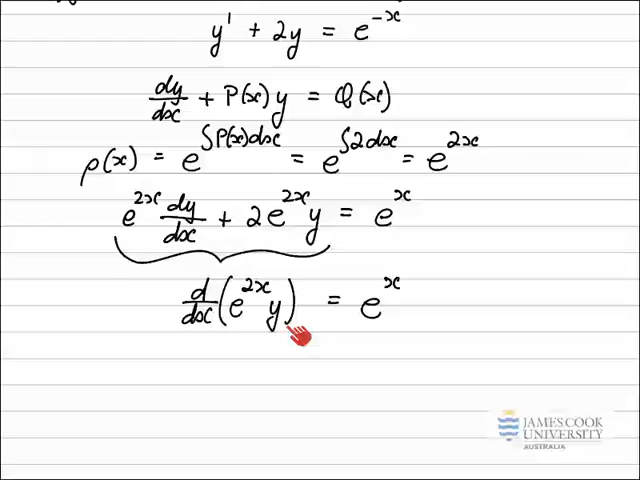 y' + 2y = e^{-x}
dy/dx + P(x)y = Q(x)
ρ(x) = e^{∫P(x)dx} = e^{∫2dx} = e^{2x}
e^{2x} dy/dx + 2e^{2x}y = e^{x}
d/dx(e^{2x}y) = e^{x}
JAMES COOK
UNIVERSITY
AUSTRALIA